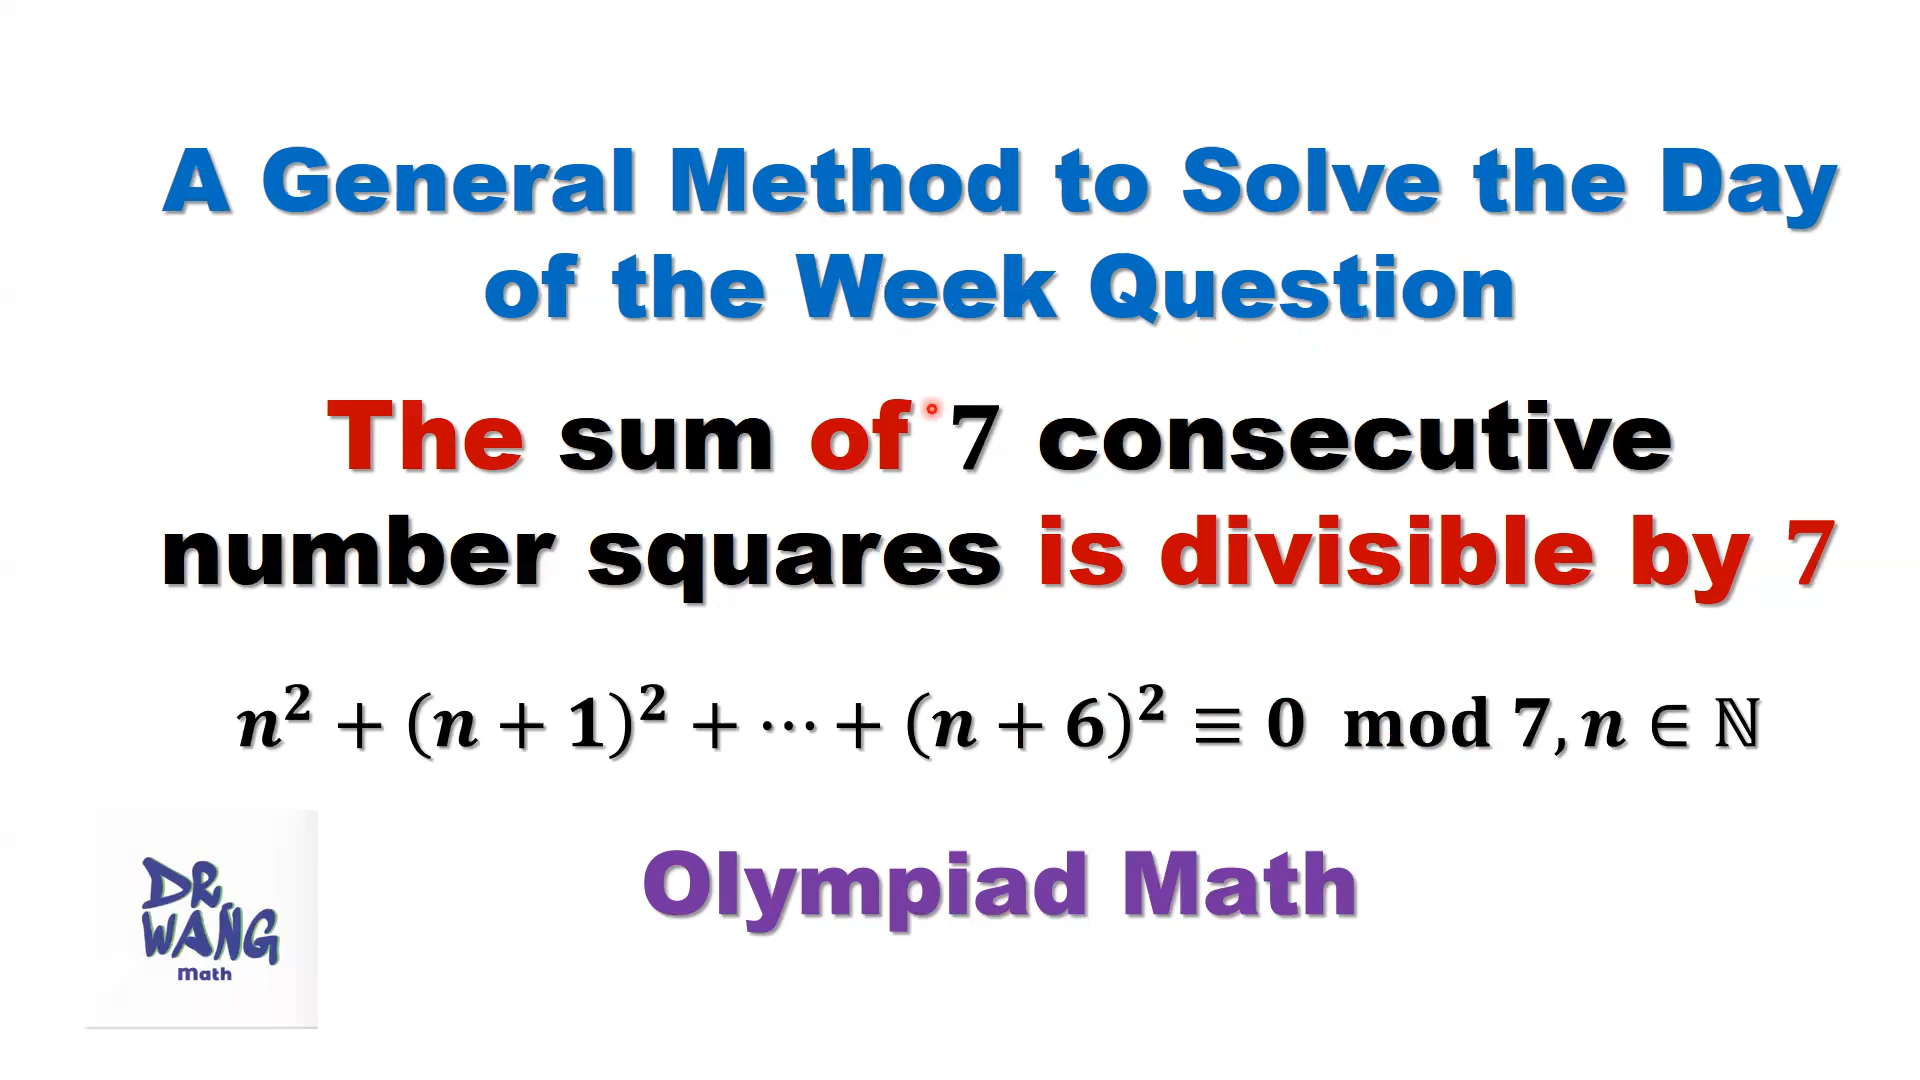 A General Method to Solve the Day
of the Week Question
The sum of 7 consecutive
number squares is divisible by 7
𝒏² + (𝒏 + 𝟏)² + ⋯ + (𝒏 + 𝟔)² ≡ 𝟎 mod 𝟕, 𝒏 ∈ ℕ
Olympiad Math
DR.
WANG
Math